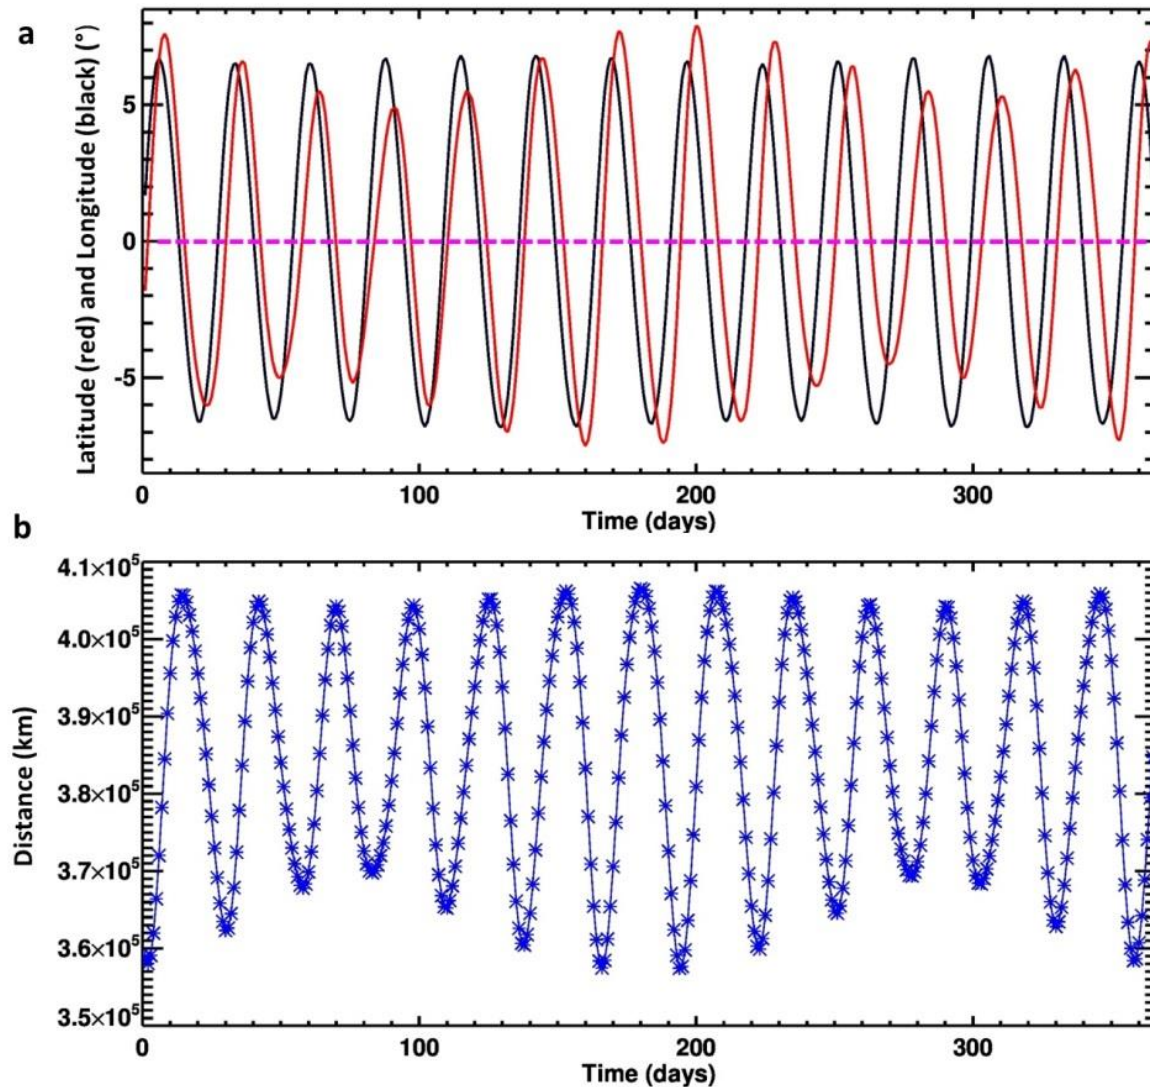 a
Latitude (red) and Longitude (black) (°)
5
0
-5
0 100 200 300
Time (days)
b
Distance (km)
4.1×10⁵
4.0×10⁵
3.9×10⁵
3.8×10⁵
3.7×10⁵
3.6×10⁵
3.5×10⁵
0 100 200 300
Time (days)